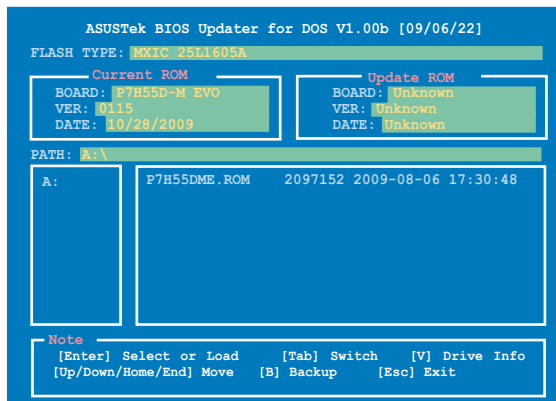 ASUSTek BIOS Updater for DOS V1.00b [09/06/22]
FLASH TYPE: MXIC 25L1605A
Current ROM
BOARD: P7H55D-M EVO
VER: 0115
DATE: 10/28/2009
Update ROM
BOARD: Unknown
VER: Unknown
DATE: Unknown
PATH: A:\
A:
P7H55DME.ROM 2097152 2009-08-06 17:30:48
Note
[Enter] Select or Load [Tab] Switch [V] Drive Info
[Up/Down/Home/End] Move [B] Backup [Esc] Exit